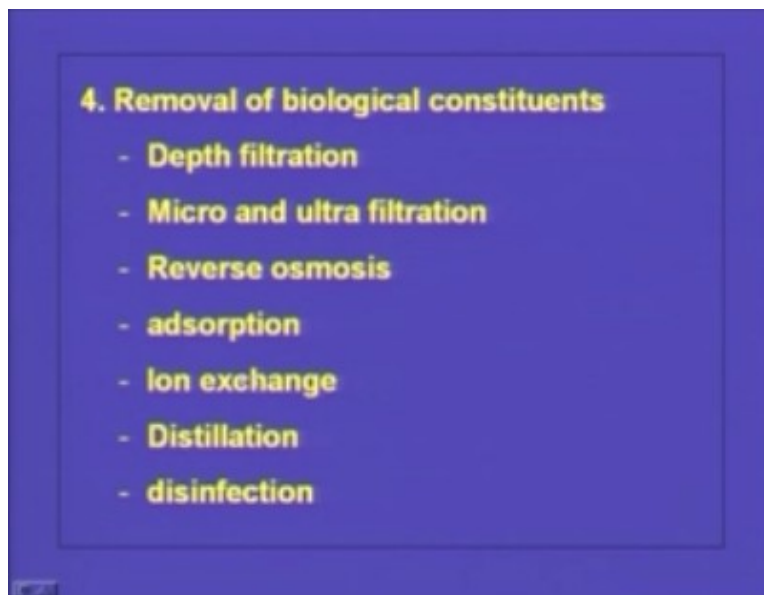 4. Removal of biological constituents
- Depth filtration
- Micro and ultra filtration
- Reverse osmosis
- adsorption
- Ion exchange
- Distillation
- disinfection